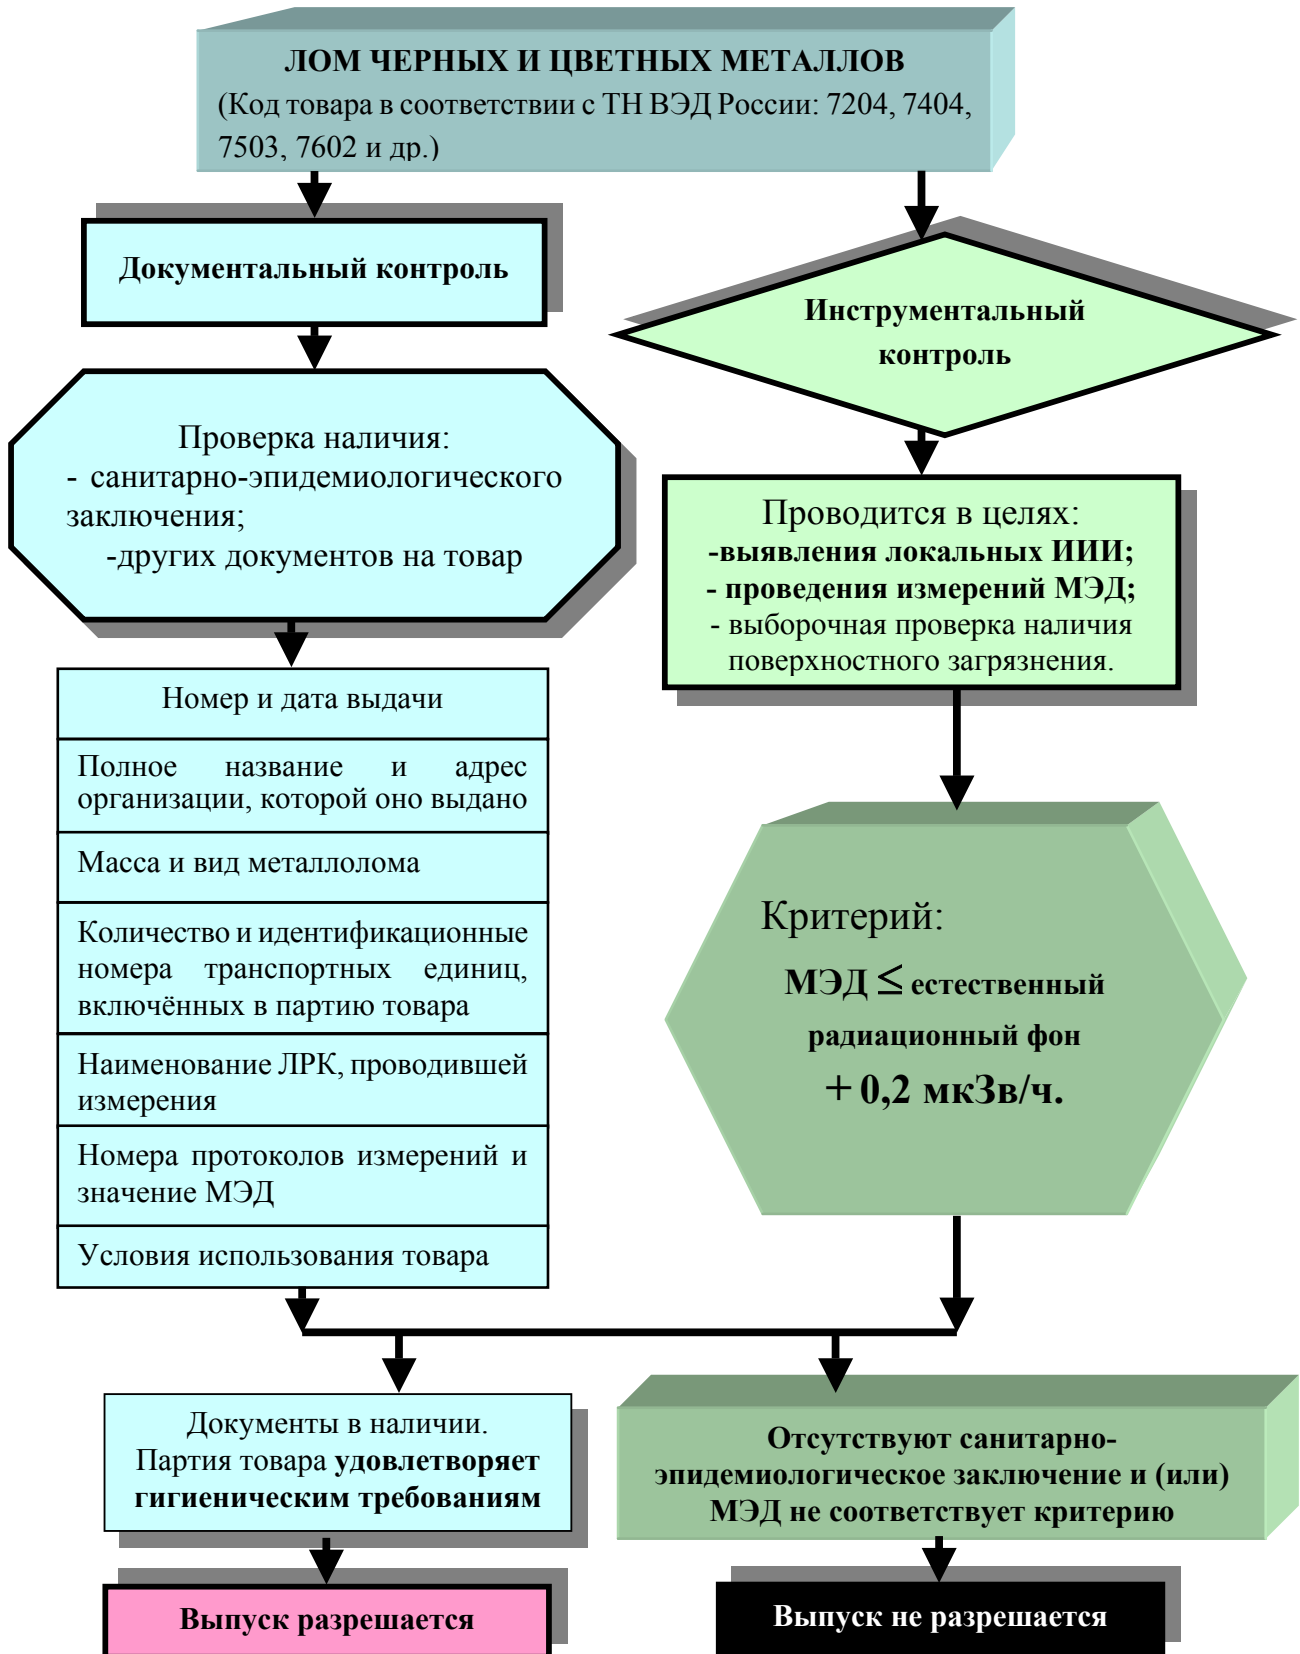 ЛОМ ЧЕРНЫХ И ЦВЕТНЫХ МЕТАЛЛОВ
(Код товара в соответствии с ТН ВЭД России: 7204, 7404,
7503, 7602 и др.)
Документальный контроль
Проверка наличия:
- санитарно-эпидемиологического
заключения;
-других документов на товар
Номер и дата выдачи
Полное название и адрес
организации, которой оно выдано
Масса и вид металлолома
Количество и идентификационные
номера транспортных единиц,
включённых в партию товара
Наименование ЛРК, проводившей
измерения
Номера протоколов измерений и
значение МЭД
Условия использования товара
Инструментальный
контроль
Проводится в целях:
-выявления локальных ИИИ;
- проведения измерений МЭД;
- выборочная проверка наличия
поверхностного загрязнения.
Критерий:
МЭД ≤ естественный
радиационный фон
+ 0,2 мкЗв/ч.
Документы в наличии.
Партия товара удовлетворяет
гигиеническим требованиям
Выпуск разрешается
Отсутствуют санитарно-
эпидемиологическое заключение и (или)
МЭД не соответствует критерию
Выпуск не разрешается